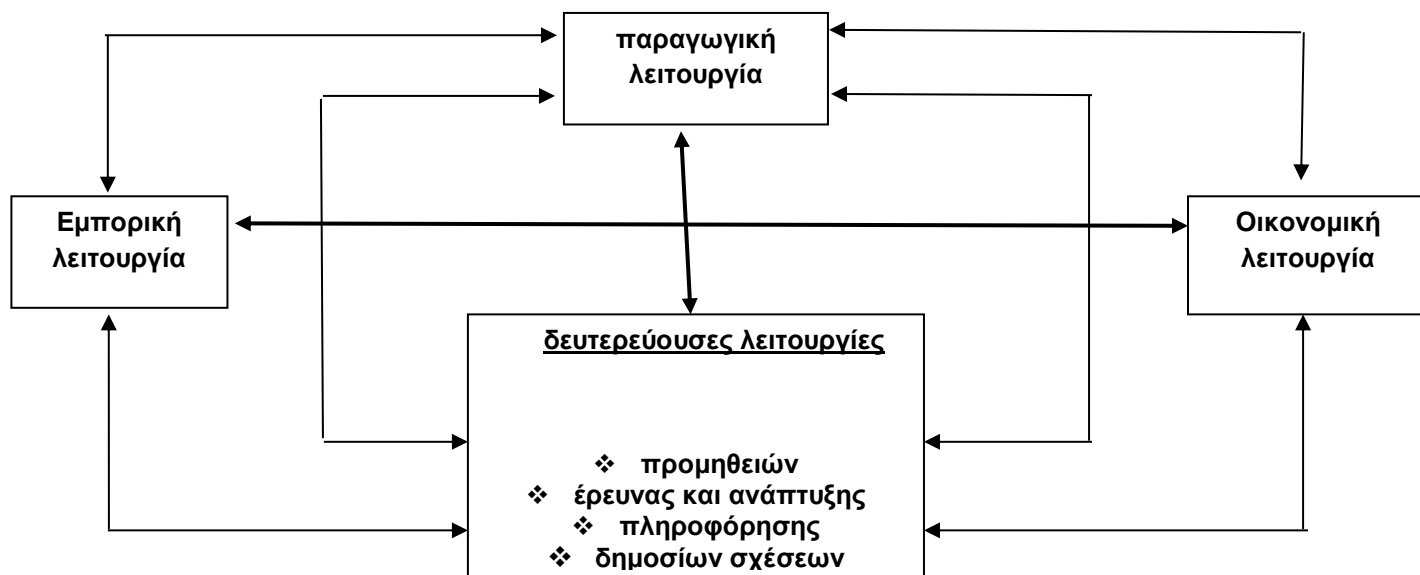 παραγωγική
λειτουργία
Εμπορική
λειτουργία
Οικονομική
λειτουργία
δευτερεύουσες λειτουργίες
❖ προμηθειών
❖ έρευνας και ανάπτυξης
❖ πληροφόρησης
❖ δημοσίων σχέσεων